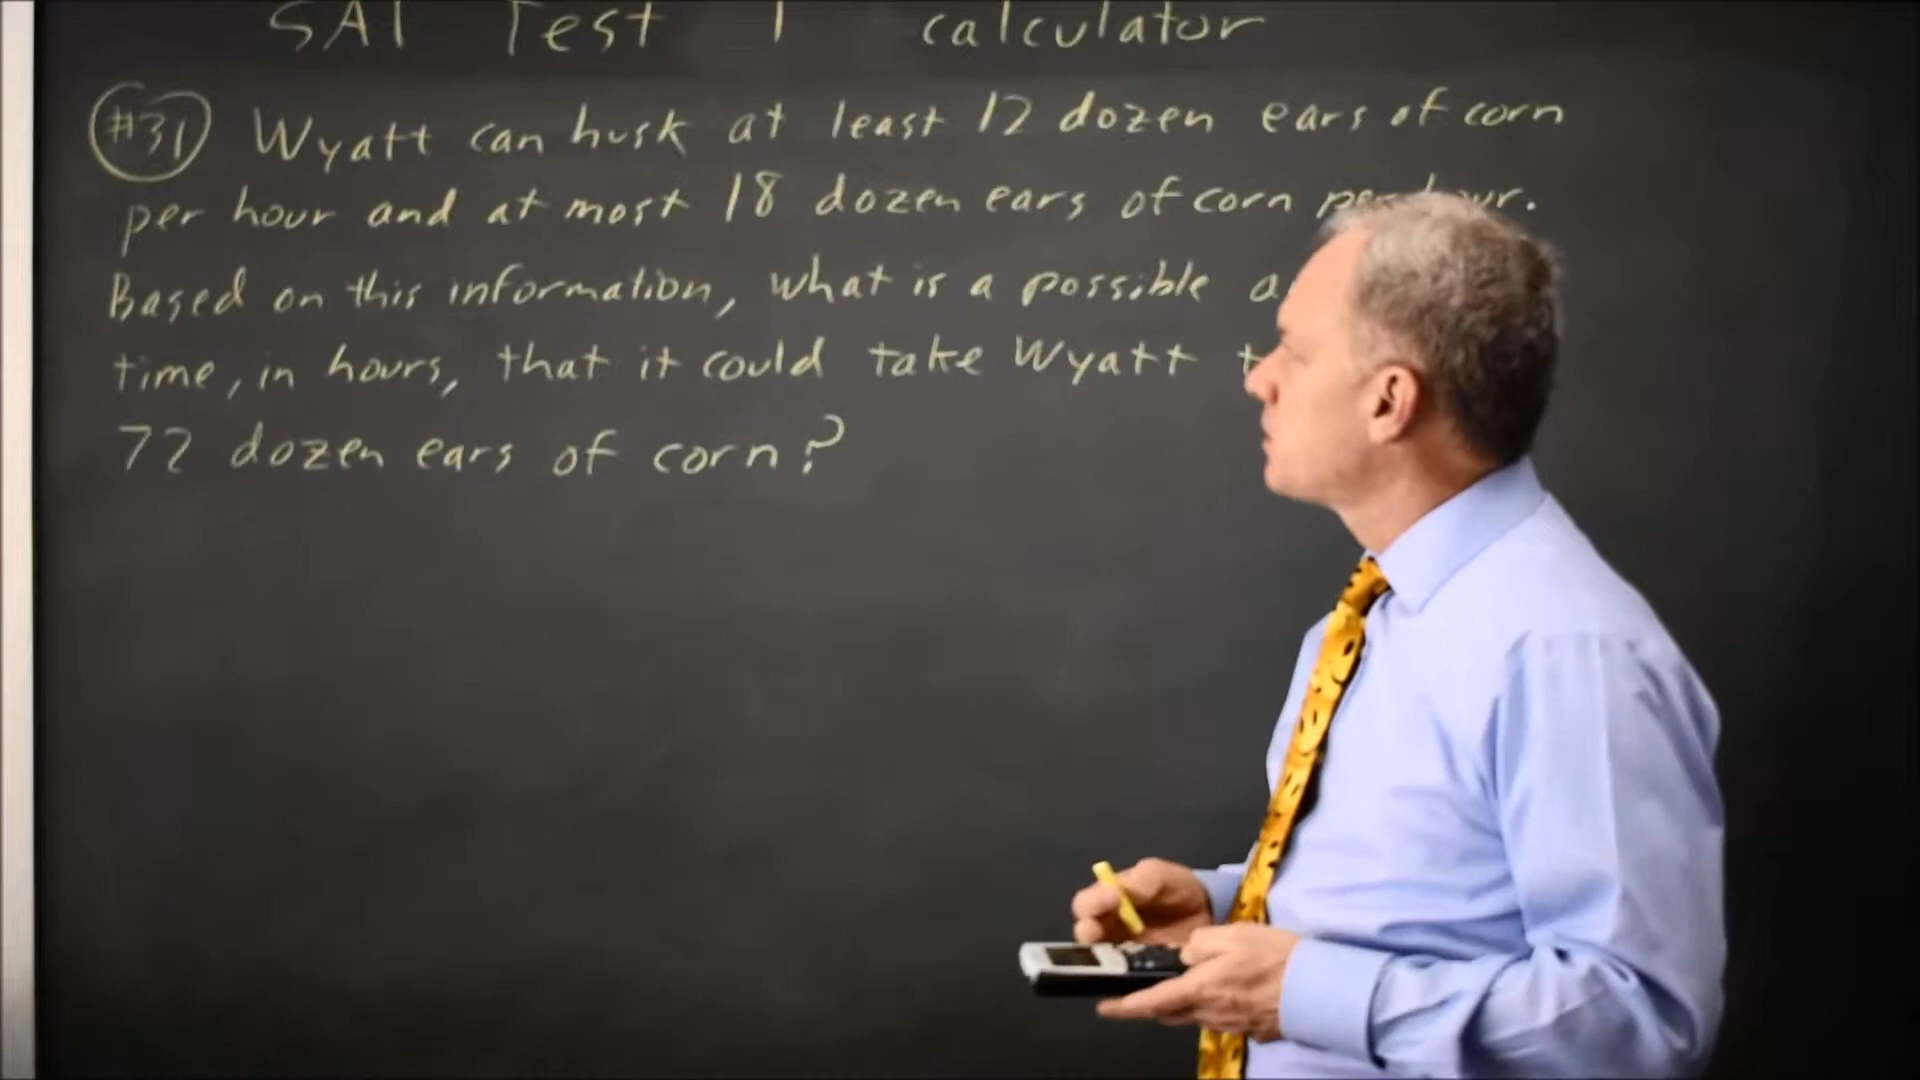 SAT Test 1 calculator
#31 Wyatt can husk at least 12 dozen ears of corn
per hour and at most 18 dozen ears of corn per hour.
Based on this information, what is a possible
time, in hours, that it could take Wyatt
72 dozen ears of corn?